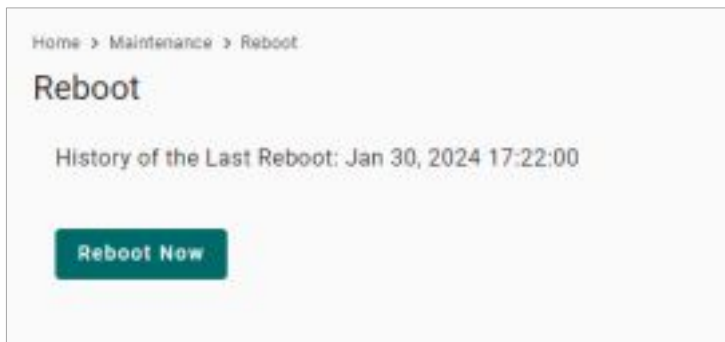 Home > Maintenance > Reboot
Reboot
History of the Last Reboot: Jan 30, 2024 17:22:00
Reboot Now